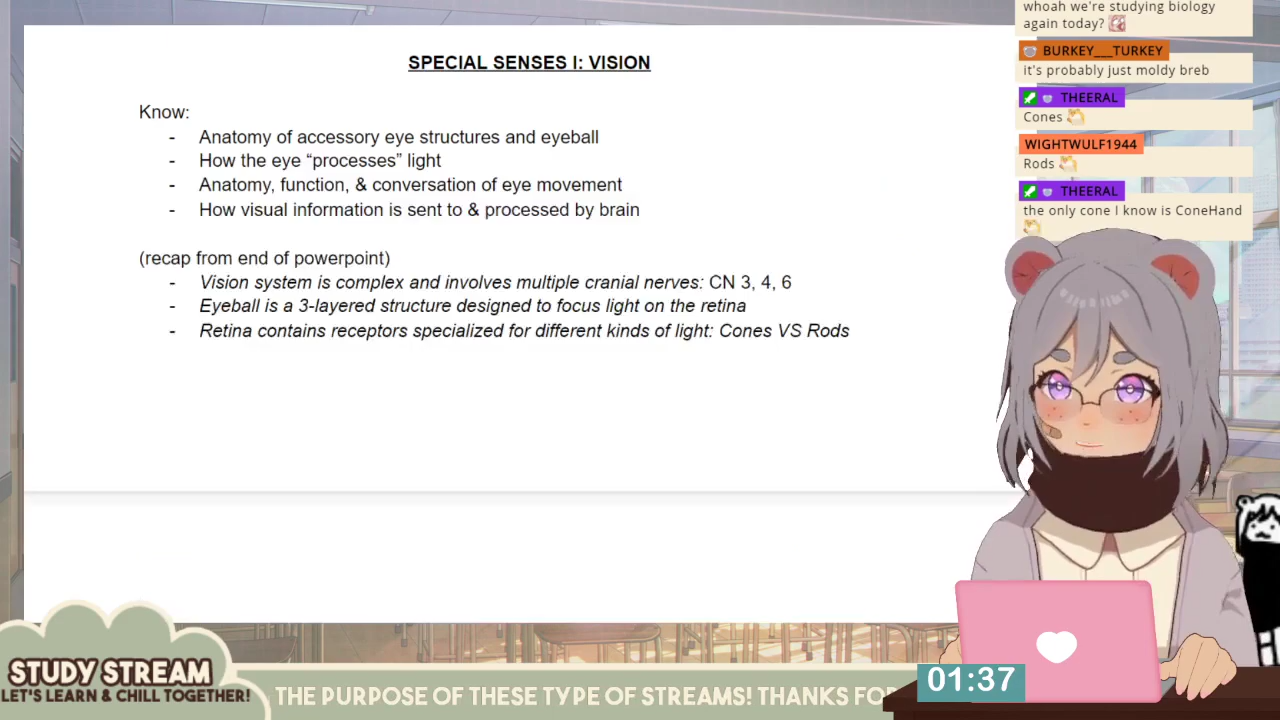 SPECIAL SENSES I: VISION
Know:
- Anatomy of accessory eye structures and eyeball
- How the eye “processes” light
- Anatomy, function, & conversation of eye movement
- How visual information is sent to & processed by brain
(recap from end of powerpoint)
- Vision system is complex and involves multiple cranial nerves: CN 3, 4, 6
- Eyeball is a 3-layered structure designed to focus light on the retina
- Retina contains receptors specialized for different kinds of light: Cones VS Rods
whoah we're studying biology
again today?
BURKEY___TURKEY
it's probably just moldy breb
THEERAL
Cones
WIGHTWULF1944
Rods
THEERAL
the only cone I know is ConeHand
STUDY STREAM
LET'S LEARN & CHILL TOGETHER!
THE PURPOSE OF THESE TYPE OF STREAMS! THANKS FOR
01:37